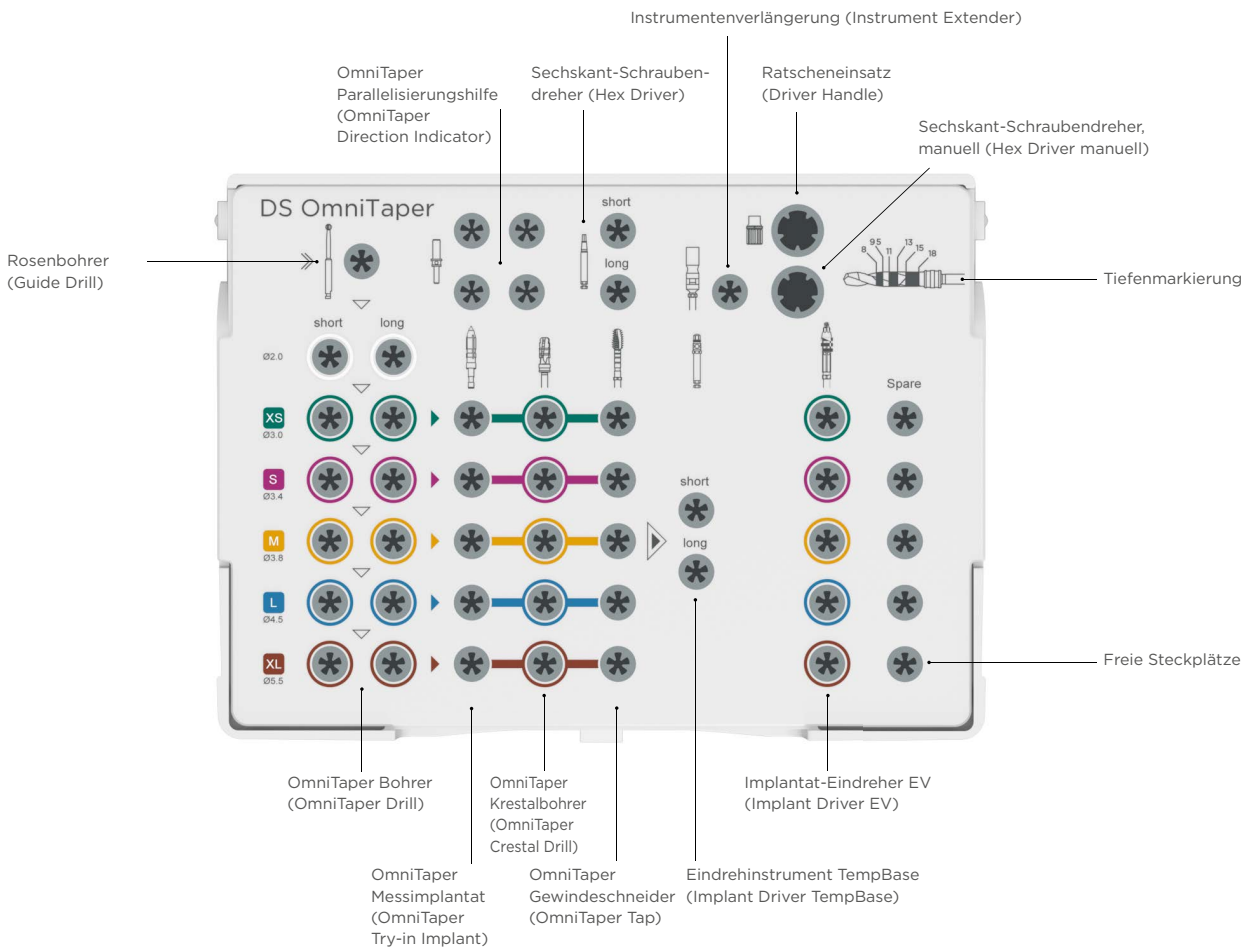 Instrumentenverlängerung (Instrument Extender)
OmniTaper
Parallelisierungshilfe
(OmniTaper
Direction Indicator)
Sechskant-Schrauben-
dreher (Hex Driver)
Ratscheneinsatz
(Driver Handle)
Sechskant-Schraubendreher,
manuell (Hex Driver manuell)
DS OmniTaper
short
long
8
9.5
11
13
15
18
Rosenbohrer
(Guide Drill)
Tiefenmarkierung
short
long
Ø2.0
Spare
XS
Ø3.0
S
Ø3.4
short
M
Ø3.8
long
L
Ø4.5
XL
Ø5.5
Freie Steckplätze
OmniTaper Bohrer
(OmniTaper Drill)
OmniTaper
Krestalbohrer
(OmniTaper
Crestal Drill)
Implantat-Eindreher EV
(Implant Driver EV)
OmniTaper
Messimplantat
(OmniTaper
Try-in Implant)
OmniTaper
Gewindeschneider
(OmniTaper Tap)
Eindrehinstrument TempBase
(Implant Driver TempBase)